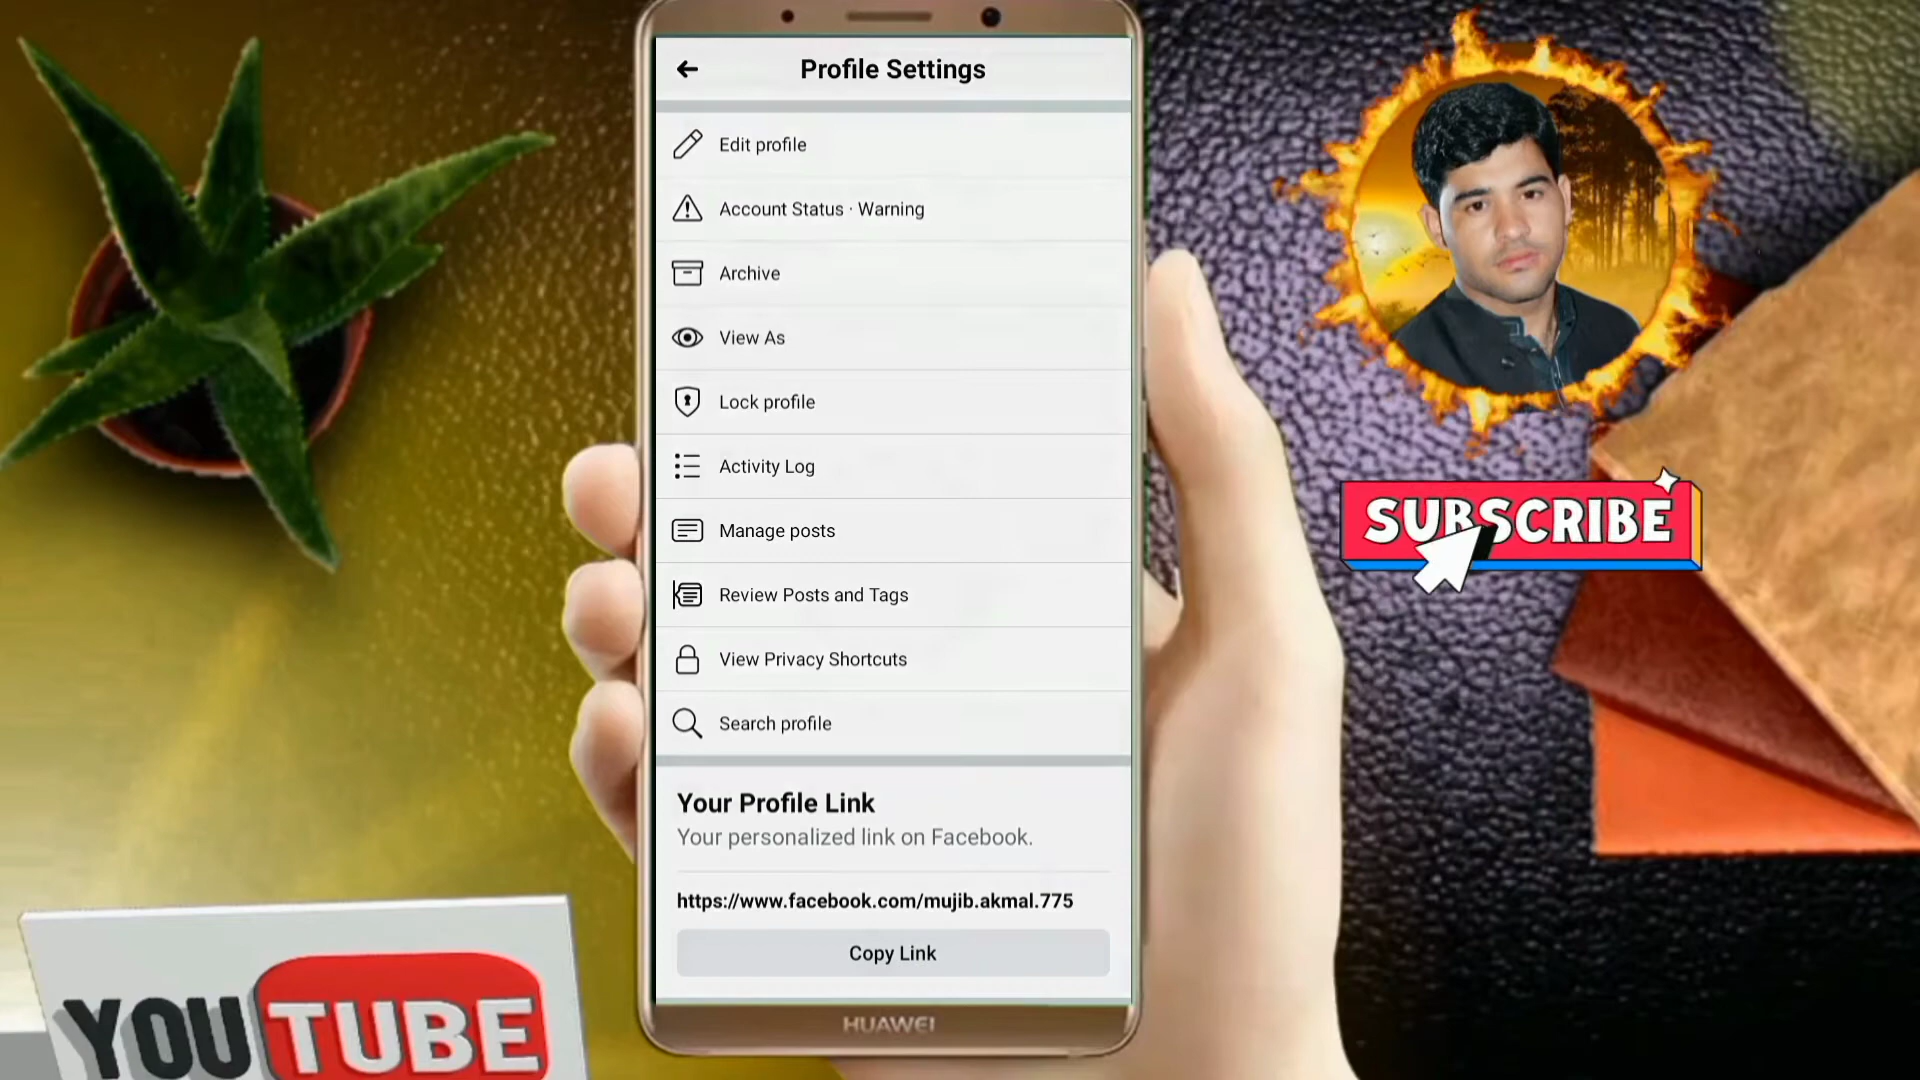 Profile Settings
Edit profile
Account Status · Warning
Archive
View As
Lock profile
Activity Log
Manage posts
Review Posts and Tags
View Privacy Shortcuts
Search profile
Your Profile Link
Your personalized link on Facebook.
https://www.facebook.com/mujib.akmal.775
Copy Link
HUAWEI
SUBSCRIBE
YOUTUBE